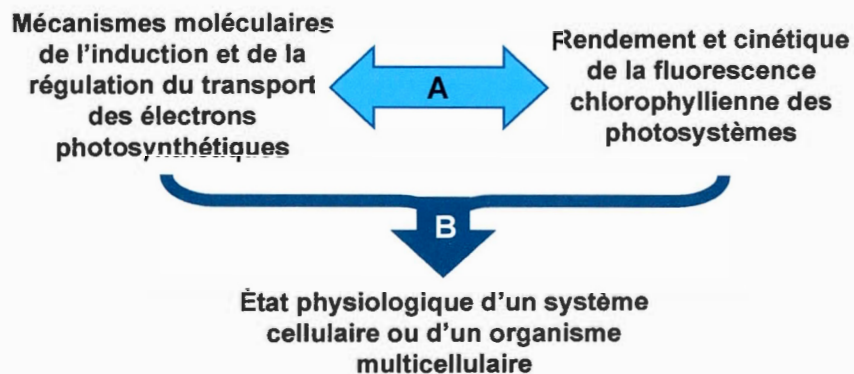 Mécanismes moléculaires
de l'induction et de la
régulation du transport
des électrons
photosynthétiques
A
Rendement et cinétique
de la fluorescence
chlorophyllienne des
photosystèmes
B
État physiologique d'un système
cellulaire ou d'un organisme
multicellulaire